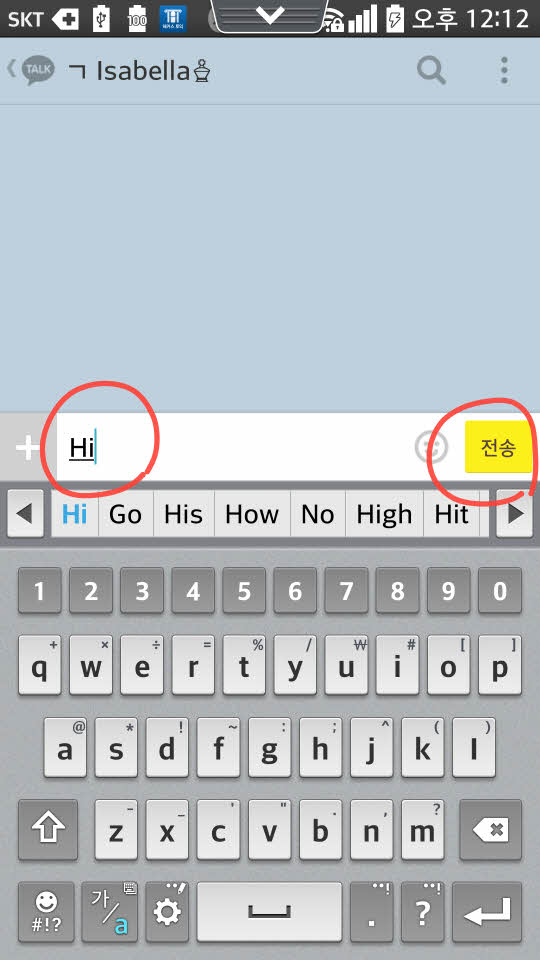 SKT 100 오후 12:12
TALK ㄱ Isabella
Hi 전송
Hi Go His How No High Hit
1 2 3 4 5 6 7 8 9 0
+ × ÷ = % / ₩ # [ ]
q w e r t y u i o p
@ * ! ~ : ; ^ ( )
a s d f g h j k l
- _ ' " . , ?
z x c v b n m
#!? 가/a . ?